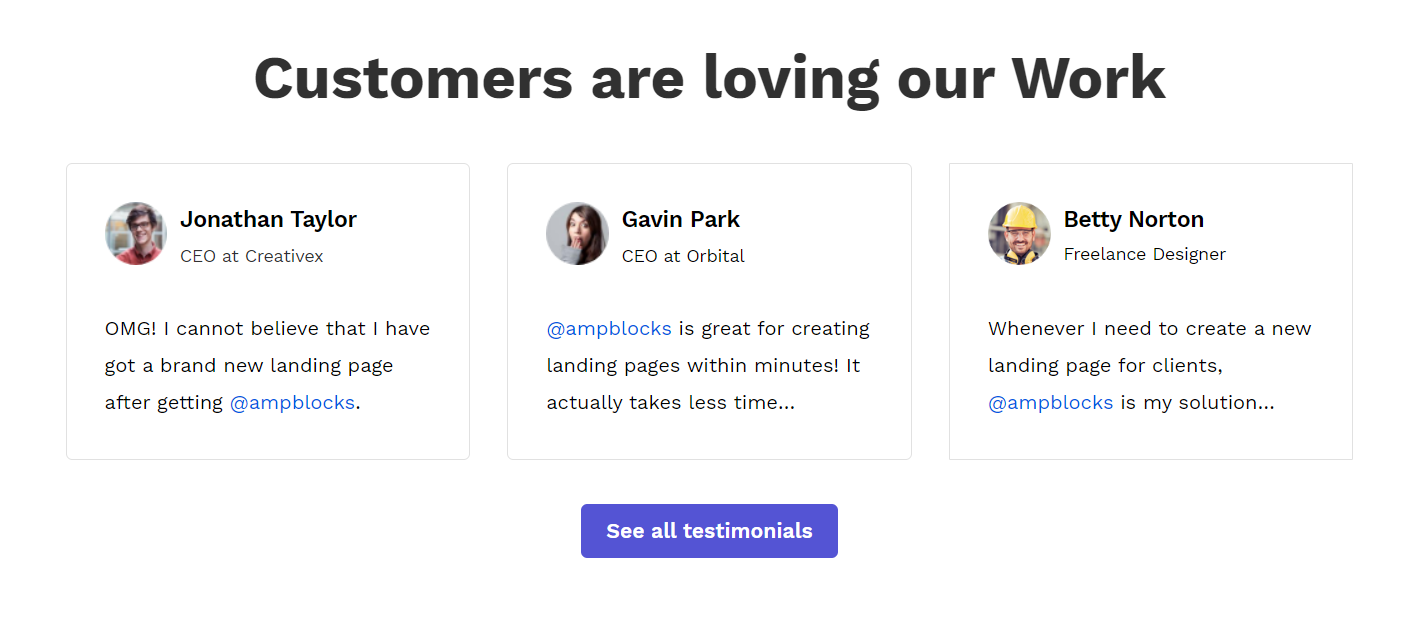 Customers are loving our Work
Jonathan Taylor
CEO at Creativex
OMG! I cannot believe that I have
got a brand new landing page
after getting @ampblocks.
Gavin Park
CEO at Orbital
@ampblocks is great for creating
landing pages within minutes! It
actually takes less time...
Betty Norton
Freelance Designer
Whenever I need to create a new
landing page for clients,
@ampblocks is my solution...
See all testimonials